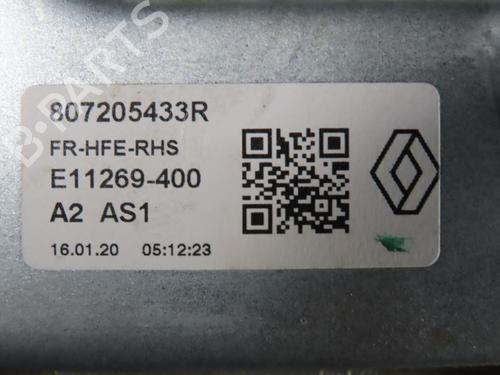 B-PARTS
807205433R
FR-HFE-RHS
E11269-400
A2 AS1
16.01.20 05:12:23